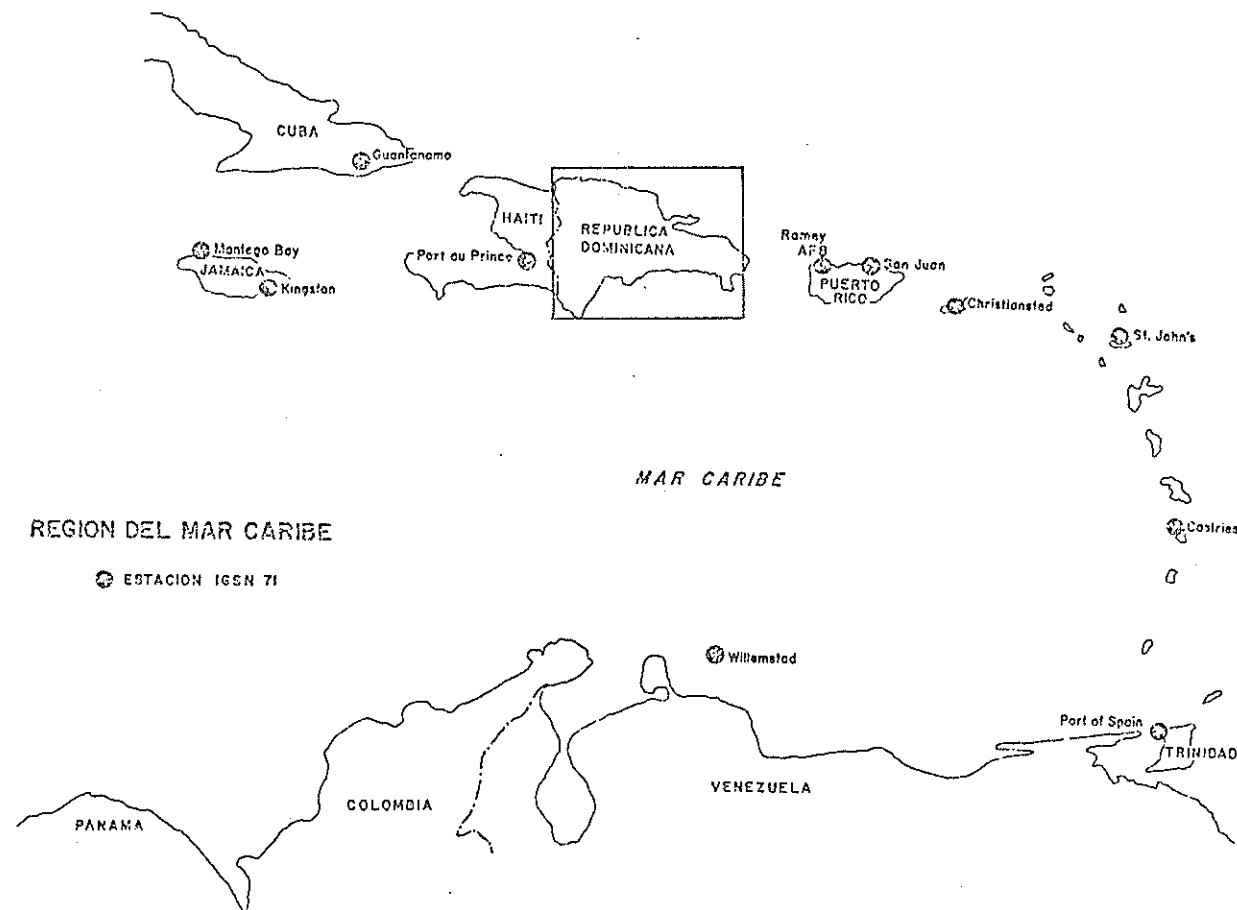 CUBA
Guantanamo
HAITI
REPUBLICA
DOMINICANA
Ramey
AFB
San Juan
PUERTO
RICO
Montego Bay
JAMAICA
Kingston
Port au Prince
Christiansted
St. John's
MAR CARIBE
REGION DEL MAR CARIBE
ESTACION IGSN 71
Castries
Willemstad
Port of Spain
TRINIDAD
VENEZUELA
COLOMBIA
PANAMA